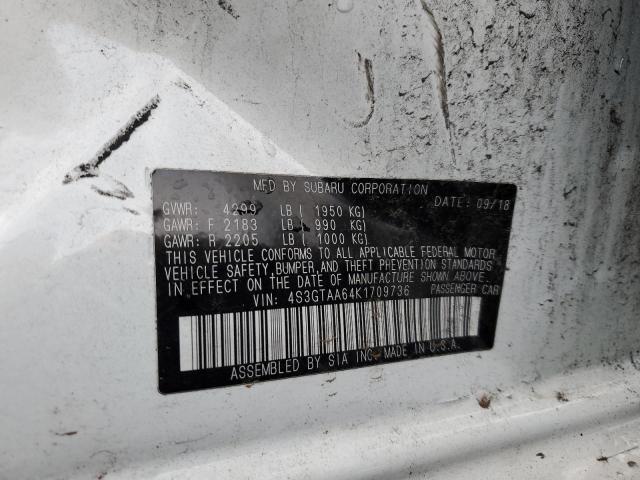 MFD BY SUBARU CORPORATION
DATE: 09/18
GVWR: 4299 LB ( 1950 KG)
GAWR: F 2183 LB ( 990 KG)
GAWR: R 2205 LB ( 1000 KG)
THIS VEHICLE CONFORMS TO ALL APPLICABLE FEDERAL MOTOR
VEHICLE SAFETY, BUMPER, AND THEFT PREVENTION STANDARDS
IN EFFECT ON THE DATE OF MANUFACTURE SHOWN ABOVE.
VIN: 4S3GTAA64K1709736 PASSENGER CAR
ASSEMBLED BY SIA INC. MADE IN U.S.A.